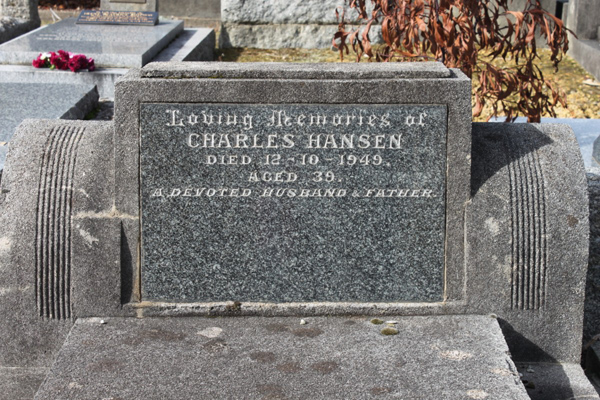 Loving Memories of
CHARLES HANSEN
DIED 12-10-1949.
AGED 39.
A DEVOTED HUSBAND & FATHER.